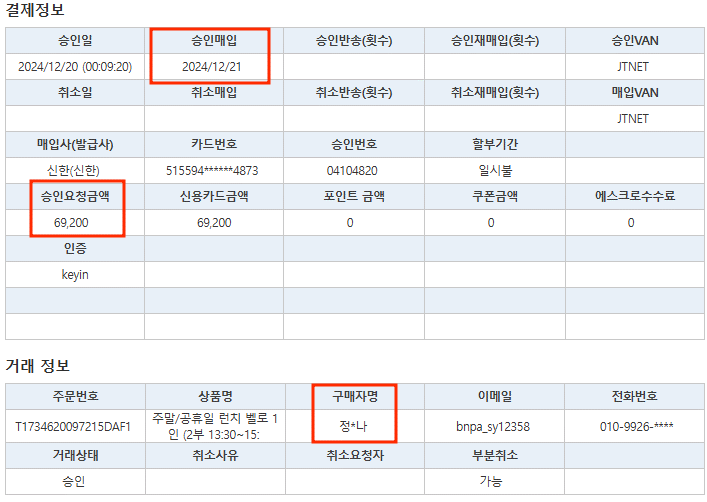 결제정보
승인일 승인매입 승인반송(횟수) 승인재매입(횟수) 승인VAN
2024/12/20 (00:09:20) 2024/12/21 JTNET
취소일 취소매입 취소반송(횟수) 취소재매입(횟수) 매입VAN
JTNET
매입사(발급사) 카드번호 승인번호 할부기간
신한(신한) 515594******4873 04104820 일시불
승인요청금액 신용카드금액 포인트 금액 쿠폰금액 에스크로수수료
69,200 69,200 0 0 0
인증
keyin
거래 정보
주문번호 상품명 구매자명 이메일 전화번호
T1734620097215DAF1 주말/공휴일 런치 벨로 1 정*나 bnpa_sy12358 010-9926-****
인 (2부 13:30~15:
거래상태 취소사유 취소요청자 부분취소
승인 가능